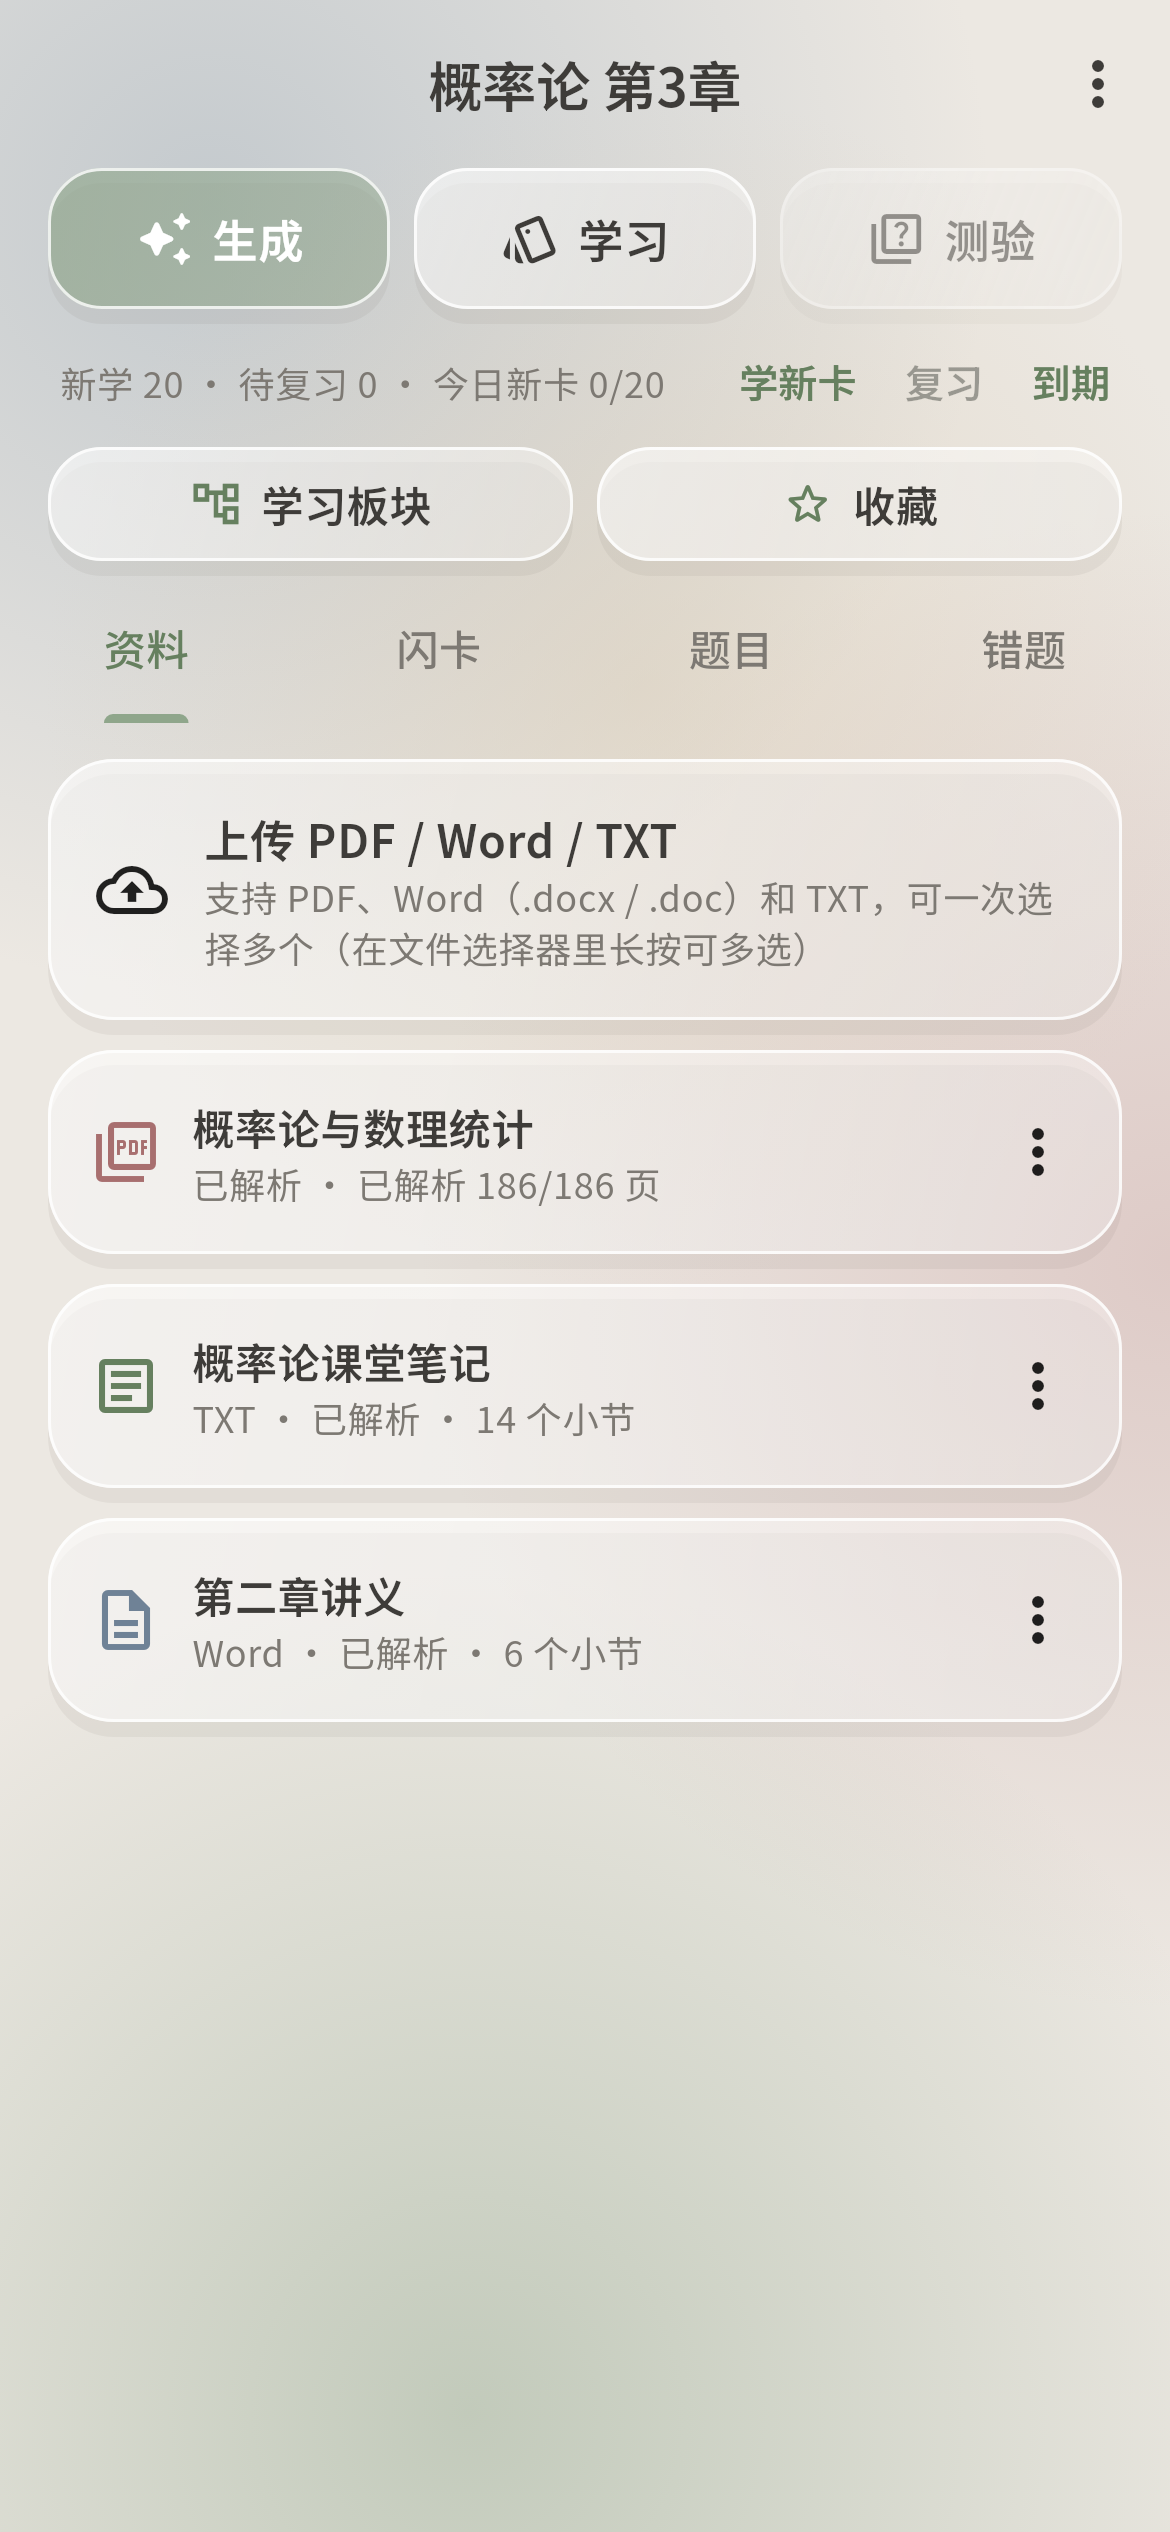 概率论 第3章
生成
学习
测验
新学 20 · 待复习 0 · 今日新卡 0/20
学新卡
复习
到期
学习板块
收藏
资料
闪卡
题目
错题
上传 PDF / Word / TXT
支持 PDF、Word（.docx / .doc）和 TXT，可一次选
择多个（在文件选择器里长按可多选）
PDF
概率论与数理统计
已解析 · 已解析 186/186 页
概率论课堂笔记
TXT · 已解析 · 14 个小节
第二章讲义
Word · 已解析 · 6 个小节